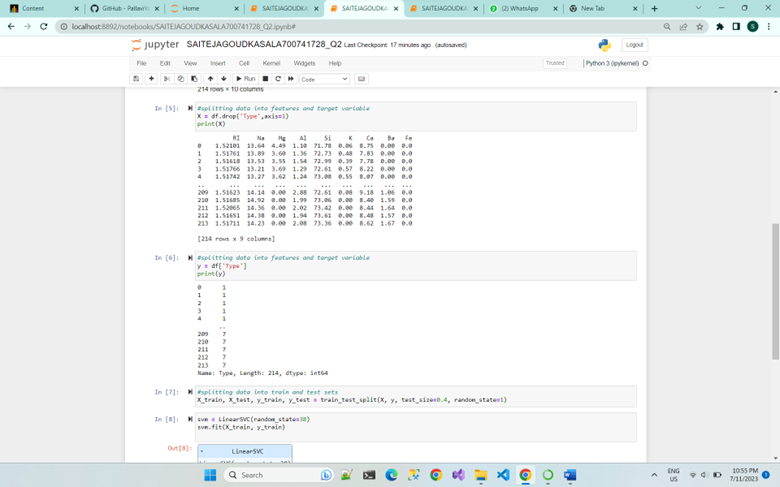 Content
GitHub - PallaviYa
Home
SAITEJAGOUDKASALA
SAITEJAGOUDKASALA
SAITEJAGOUDKASALA
(2) WhatsApp
New Tab
localhost:8892/notebooks/SAITEJAGOUDKASALA700741728_Q2.ipynb#
jupyter SAITEJAGOUDKASALA700741728_Q2 Last Checkpoint: 17 minutes ago (autosaved)
Logout
File Edit View Insert Cell Kernel Widgets Help
Trusted Python 3 (ipykernel)
Run Code
214 rows × 10 columns
In [5]: #splitting data into features and target variable
X = df.drop('Type',axis=1)
print(X)
RI Na Mg Al Si K Ca Ba Fe
0 1.52101 13.64 4.49 1.10 71.78 0.06 8.75 0.00 0.0
1 1.51761 13.89 3.60 1.36 72.73 0.48 7.83 0.00 0.0
2 1.51618 13.53 3.55 1.54 72.99 0.39 7.78 0.00 0.0
3 1.51766 13.21 3.69 1.29 72.61 0.57 8.22 0.00 0.0
4 1.51742 13.27 3.62 1.24 73.08 0.55 8.07 0.00 0.0
.. ... ... ... ... ... ... ... ... ...
209 1.51623 14.14 0.00 2.88 72.61 0.08 9.18 1.06 0.0
210 1.51685 14.92 0.00 1.99 73.06 0.00 8.40 1.59 0.0
211 1.52065 14.36 0.00 2.02 73.42 0.00 8.44 1.64 0.0
212 1.51651 14.38 0.00 1.94 73.61 0.00 8.48 1.57 0.0
213 1.51711 14.23 0.00 2.08 73.36 0.00 8.62 1.67 0.0
[214 rows x 9 columns]
In [6]: #splitting data into features and target variable
y = df['Type']
print(y)
0 1
1 1
2 1
3 1
4 1
..
209 7
210 7
211 7
212 7
213 7
Name: Type, Length: 214, dtype: int64
In [7]: #splitting data into train and test sets
X_train, X_test, y_train, y_test = train_test_split(X, y, test_size=0.4, random_state=1)
In [8]: svm = LinearSVC(random_state=38)
svm.fit(X_train, y_train)
Out[8]: LinearSVC
Search
ENG
US
10:55 PM
7/11/2023